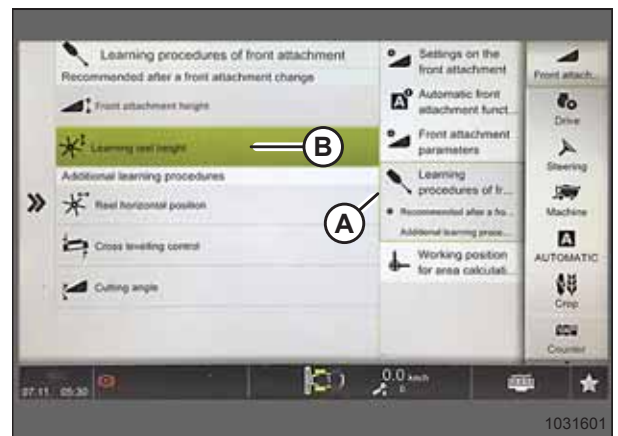 Learning procedures of front attachment
Recommended after a front attachment change
Front attachment height
Learning reel height
Additional learning procedures
Reel horizontal position
Cross levelling control
Cutting angle
Settings on the
front attachment
Automatic front
attachment funct...
Front attachment
parameters
Learning
procedures of fr...
Recommended after a fro...
Additional learning proce...
Working position
for area calculati...
Front attach...
Drive
Steering
Machine
A
AUTOMATIC
Crop
Counter
B
A
07.11 05:30
0.0 km/h
0
1031601